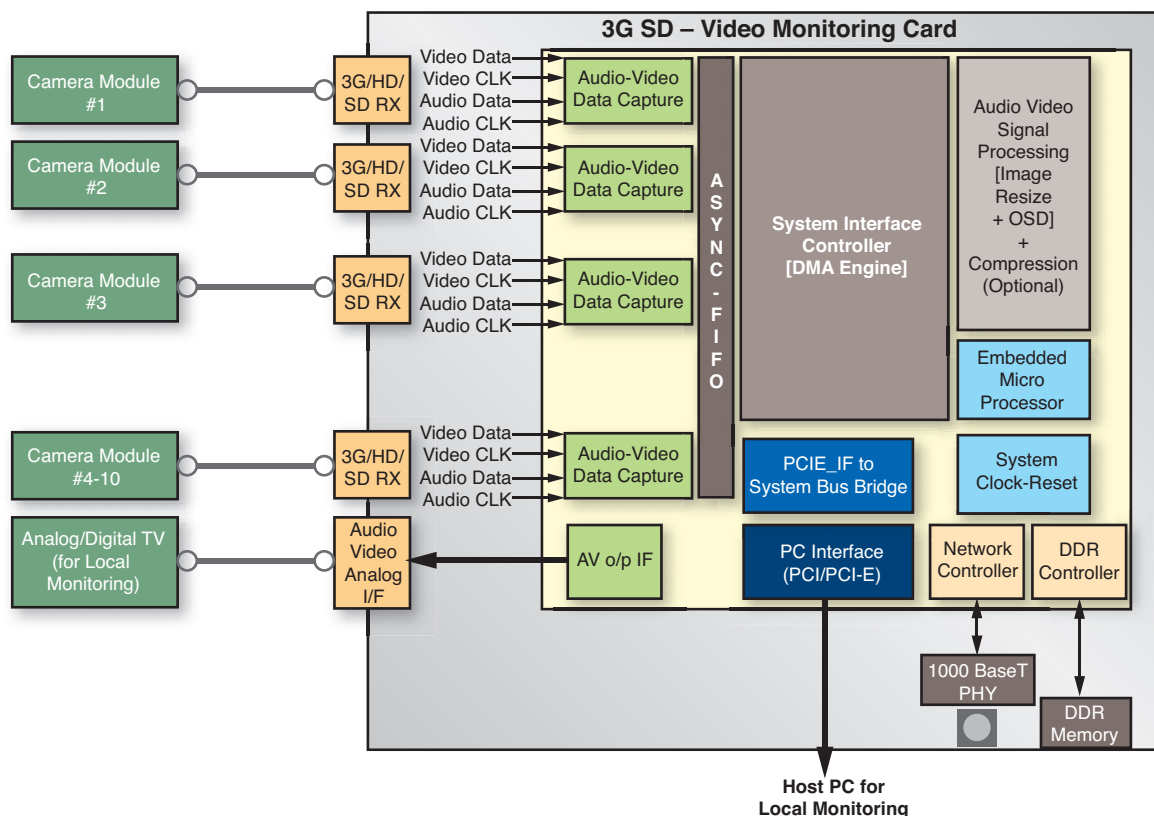 3G SD – Video Monitoring Card
Camera Module
#1
3G/HD/
SD RX
Video Data
Video CLK
Audio Data
Audio CLK
Audio-Video
Data Capture
Camera Module
#2
3G/HD/
SD RX
Video Data
Video CLK
Audio Data
Audio CLK
Audio-Video
Data Capture
Camera Module
#3
3G/HD/
SD RX
Video Data
Video CLK
Audio Data
Audio CLK
Audio-Video
Data Capture
Camera Module
#4-10
3G/HD/
SD RX
Video Data
Video CLK
Audio Data
Audio CLK
Audio-Video
Data Capture
Analog/Digital TV
(for Local
Monitoring)
Audio
Video
Analog
I/F
AV o/p IF
ASYNC-FIFO
System Interface
Controller
[DMA Engine]
Audio Video
Signal
Processing
[Image
Resize
+ OSD]
+
Compression
(Optional)
Embedded
Micro
Processor
PCIE_IF to
System Bus Bridge
System
Clock-Reset
PC Interface
(PCI/PCI-E)
Network
Controller
DDR
Controller
1000 BaseT
PHY
DDR
Memory
Host PC for
Local Monitoring